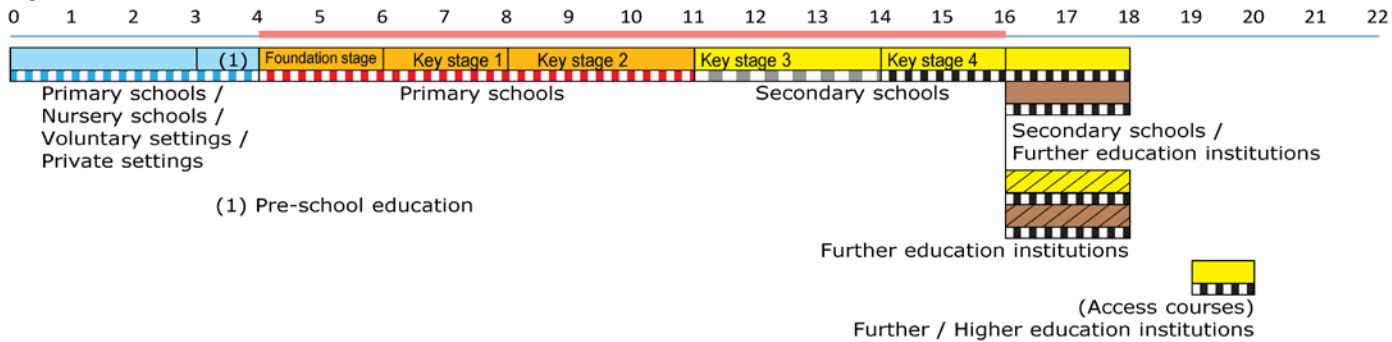 0 1 2 3 4 5 6 7 8 9 10 11 12 13 14 15 16 17 18 19 20 21 22
(1) Foundation stage Key stage 1 Key stage 2 Key stage 3 Key stage 4
Primary schools /
Nursery schools /
Voluntary settings /
Private settings
Primary schools
Secondary schools
Secondary schools /
Further education institutions
(1) Pre-school education
Further education institutions
(Access courses)
Further / Higher education institutions